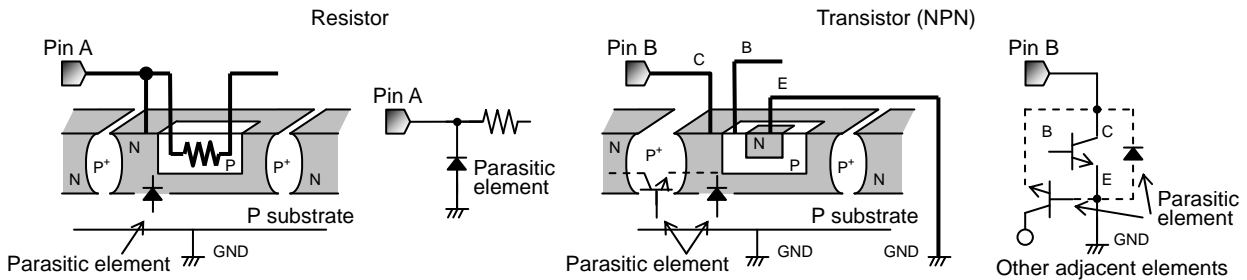 Resistor
Transistor (NPN)
Pin A
Pin A
Pin B
C
B
E
Pin B
N
P+
N
P
P+
N
Parasitic
element
P substrate
Parasitic element
GND
N
P+
N
P
P+
N
P substrate
Parasitic element
GND
GND
B
C
E
Parasitic
element
GND
Other adjacent elements